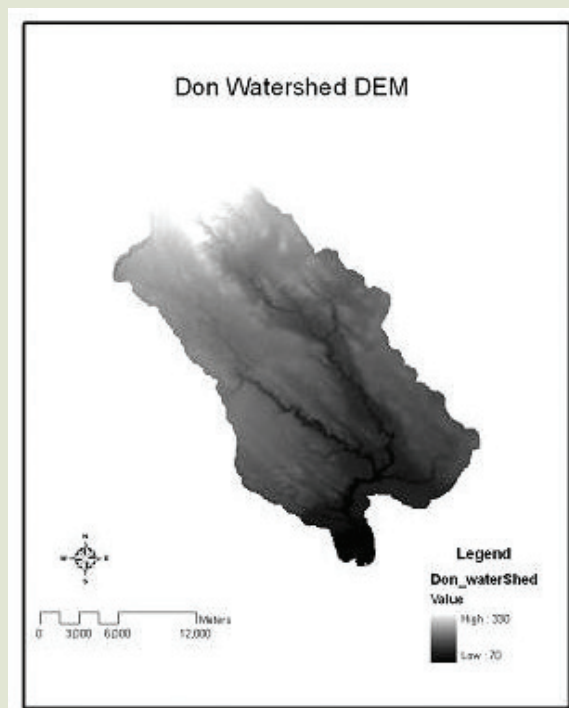 Don Watershed DEM
N
W E
S
Meters
0 3,000 6,000 12,000
Legend
Don_waterShed
Value
High : 330
Low : 70